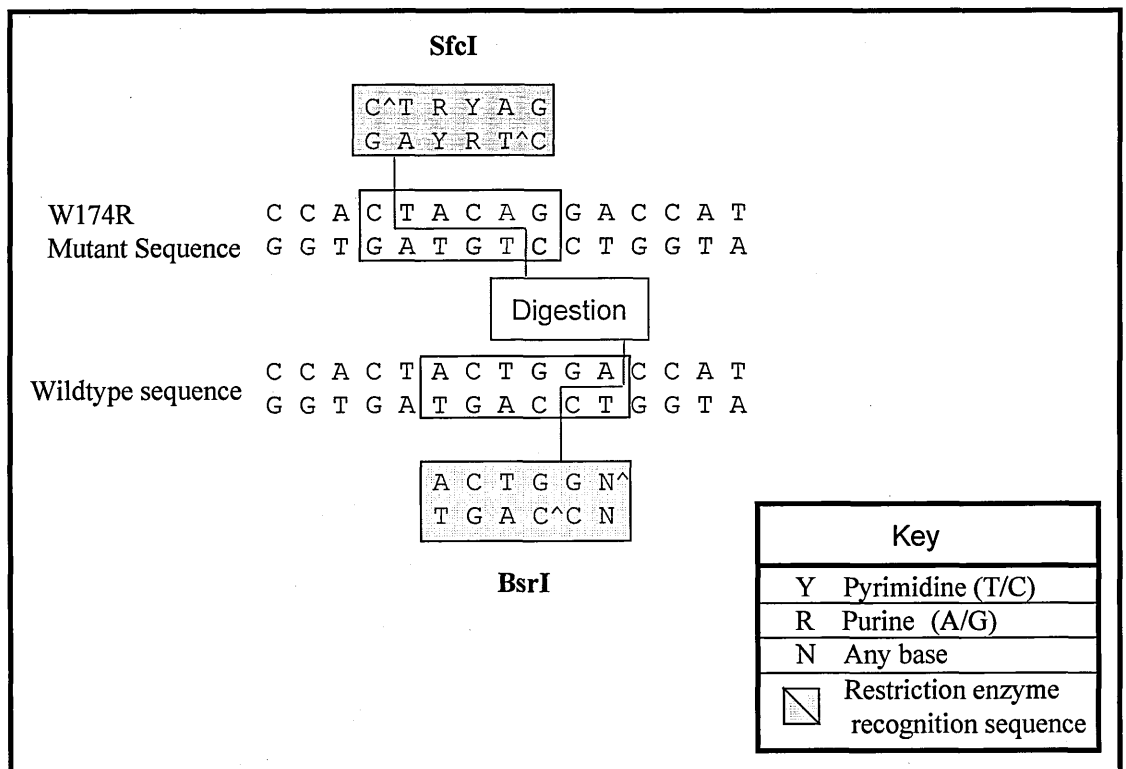 SfcI
C^T R Y A G
G A Y R T^C
W174R
Mutant Sequence
C C A C T A C A G G A C C A T
G G T G A T G T C C T G G T A
Digestion
Wildtype sequence
C C A C T A C T G G A C C A T
G G T G A T G A C C T G G T A
A C T G G N^
T G A C^C N
BsrI
Key
Y Pyrimidine (T/C)
R Purine (A/G)
N Any base
Restriction enzyme
recognition sequence